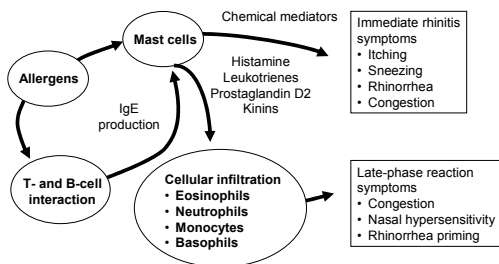 Chemical mediators
Mast cells
Immediate rhinitis
symptoms
• Itching
• Sneezing
• Rhinorrhea
• Congestion
Allergens
Histamine
Leukotrienes
Prostaglandin D2
Kinins
IgE
production
T- and B-cell
interaction
Cellular infiltration
• Eosinophils
• Neutrophils
• Monocytes
• Basophils
Late-phase reaction
symptoms
• Congestion
• Nasal hypersensitivity
• Rhinorrhea priming